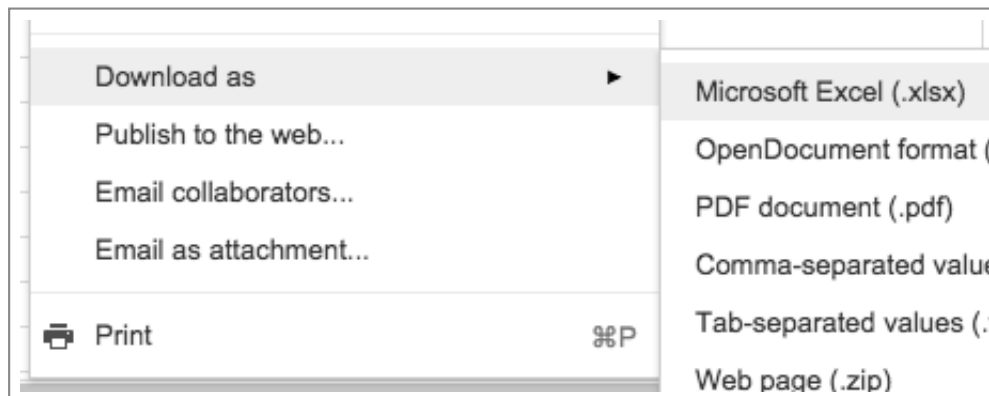 Download as
Publish to the web...
Email collaborators...
Email as attachment...
Print ⌘P
Microsoft Excel (.xlsx)
OpenDocument format (
PDF document (.pdf)
Comma-separated
Tab-separated values (.
Web page (.zip)